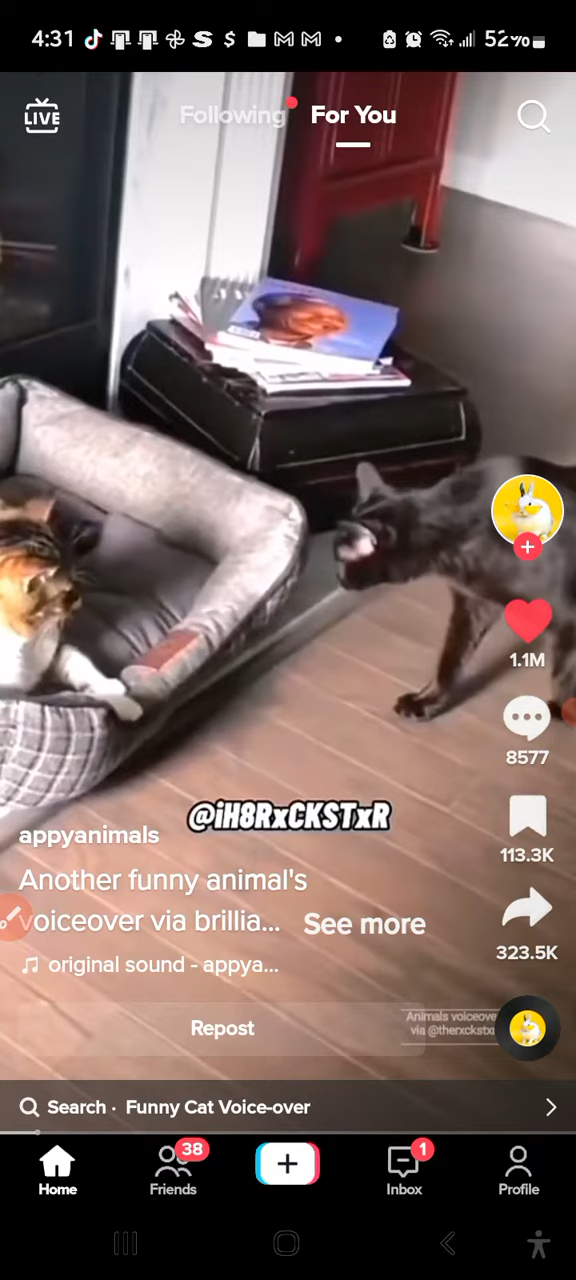 4:31
52%
LIVE
Following
For You
1.1M
8577
@iH8RxCKSTxR
appyanimals
113.3K
Another funny animal's
voiceover via brillia... See more
323.5K
original sound - appya...
Repost
Animals voiceove
via @therxckstx
Search · Funny Cat Voice-over
38
1
Home
Friends
Inbox
Profile